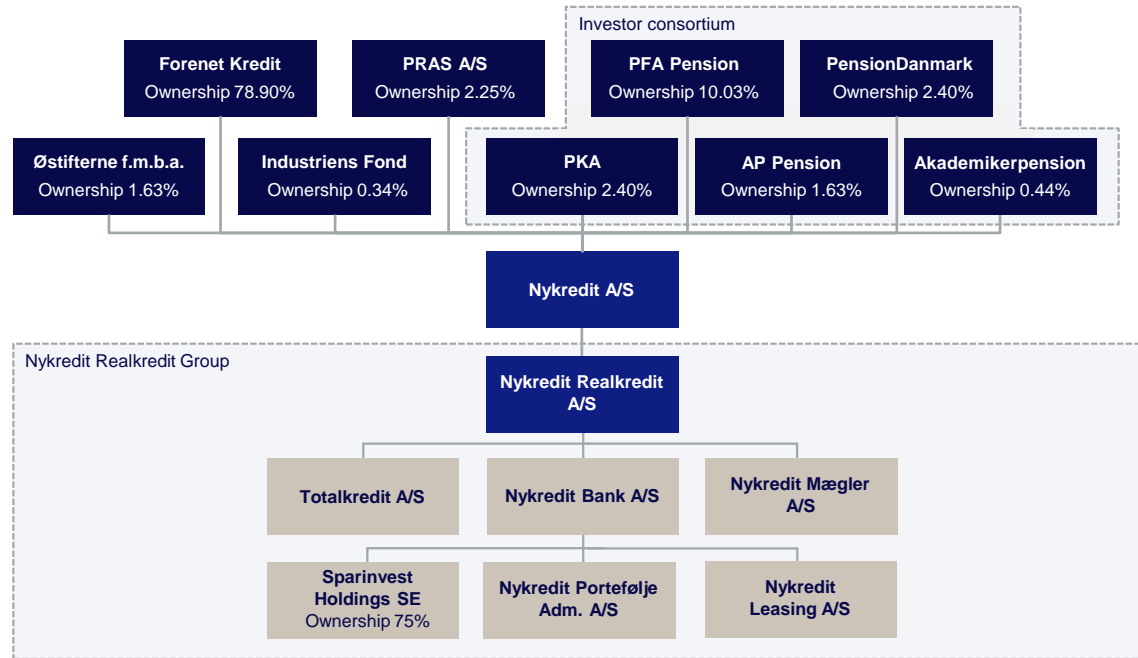 Investor consortium
Forenet Kredit
Ownership 78.90%
PRAS A/S
Ownership 2.25%
PFA Pension
Ownership 10.03%
PensionDanmark
Ownership 2.40%
Østifterne f.m.b.a.
Ownership 1.63%
Industriens Fond
Ownership 0.34%
PKA
Ownership 2.40%
AP Pension
Ownership 1.63%
Akademikerpension
Ownership 0.44%
Nykredit A/S
Nykredit Realkredit Group
Nykredit Realkredit
A/S
Totalkredit A/S
Nykredit Bank A/S
Nykredit Mægler
A/S
Sparinvest
Holdings SE
Ownership 75%
Nykredit Portefølje
Adm. A/S
Nykredit
Leasing A/S